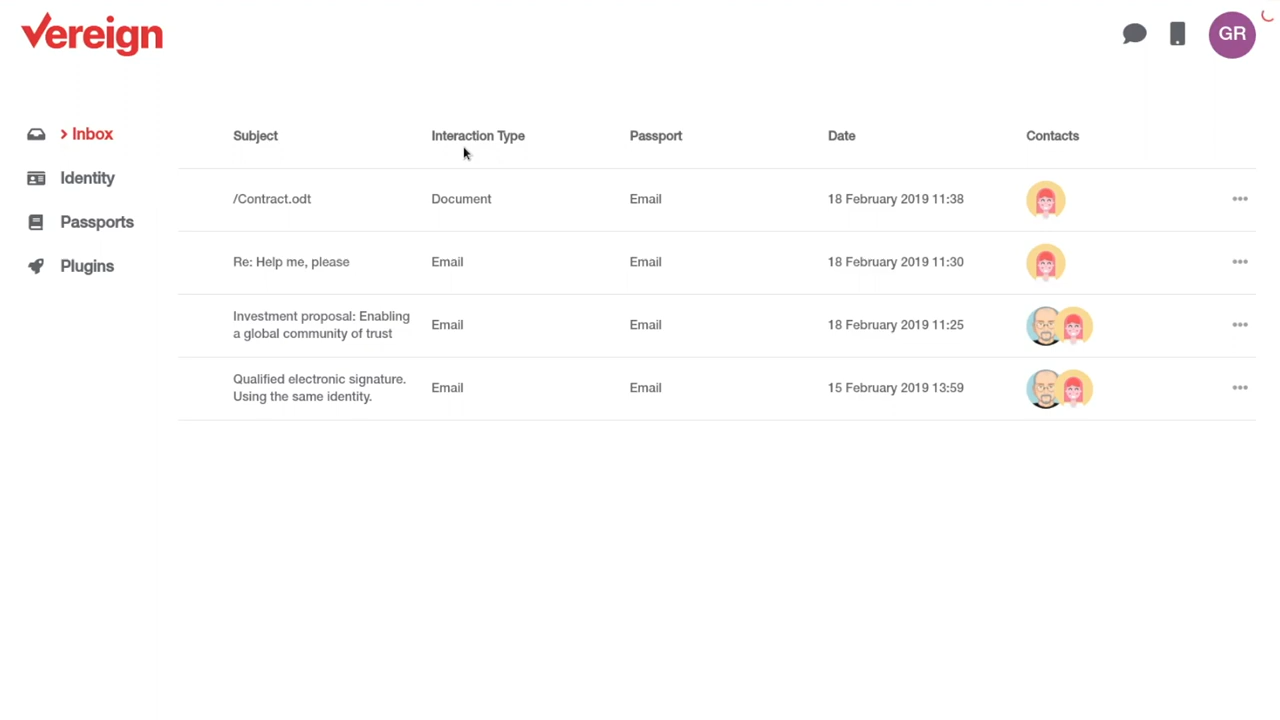 Vereign
GR
> Inbox
Identity
Passports
Plugins
Subject Interaction Type Passport Date Contacts
/Contract.odt Document Email 18 February 2019 11:38
Re: Help me, please Email Email 18 February 2019 11:30
Investment proposal: Enabling
a global community of trust Email Email 18 February 2019 11:25
Qualified electronic signature.
Using the same identity. Email Email 15 February 2019 13:59